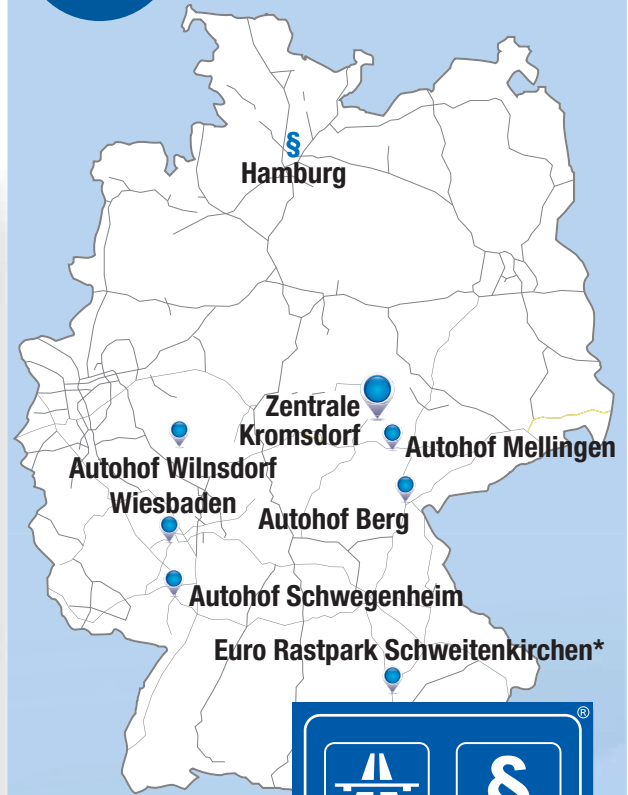 §
Hamburg
Zentrale
Kromsdorf
Autohof Mellingen
Autohof Wilnsdorf
Wiesbaden
Autohof Berg
Autohof Schwegenheim
Euro Rastpark Schweitenkirchen*
®
§